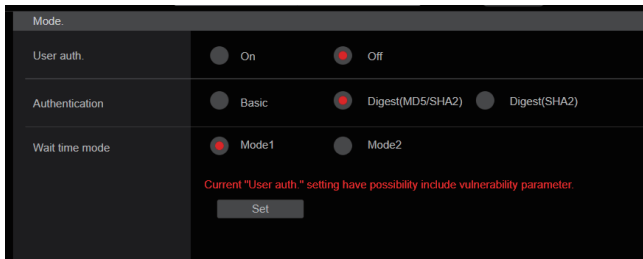 Mode.
User auth. On Off
Authentication Basic Digest(MD5/SHA2) Digest(SHA2)
Wait time mode Mode1 Mode2
Current "User auth." setting have possibility include vulnerability parameter.
Set